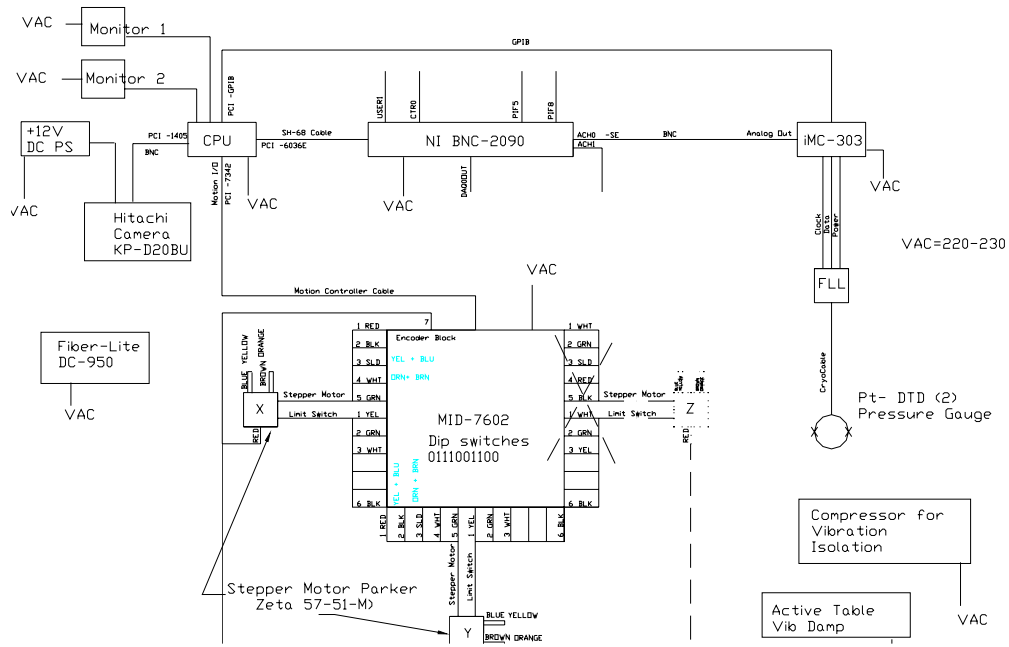 VAC
Monitor 1
VAC
Monitor 2
GPIB
PCI -GPIB
USER1
CTR0
PIF5
PIF8
+12V
DC PS
PCI -1405
BNC
CPU
SH-68 Cable
PCI -6036E
NI BNC-2090
ACH0 -SE
ACH1
BNC
Analog Out
iMC-303
VAC
Motion I/O
PCI -7342
VAC
VAC
DAQ0OUT
VAC
Hitachi
Camera
KP-D20BU
Clock
Data
Power
VAC=220-230
FLL
VAC
Motion Controller Cable
CryoCable
Fiber-Lite
DC-950
VAC
Pt- DTD (2)
Pressure Gauge
7
Encoder Block
YEL + BLU
ORN+ BRN
1 RED
2 BLK
3 SLD
4 WHT
5 GRN
1 YEL
2 GRN
3 WHT
6 BLK
1 WHT
2 GRN
3 SLD
4 RED
5 BLK
1 WHT
2 GRN
3 YEL
6 BLK
BLUE YELLOW
BROWN ORANGE
X
RED
Stepper Motor
Limit Switch
Stepper Motor
Limit Switch
Z
RED
MID-7602
Dip switches
0111001100
YEL + BLU
ORN + BRN
1 RED
2 BLK
3 SLD
4 WHT
5 GRN
1 YEL
2 GRN
3 WHT
6 BLK
Stepper Motor
Limit Switch
Stepper Motor Parker
Zeta 57-51-M)
Y
BLUE YELLOW
BROWN ORANGE
Compressor for
Vibration
Isolation
VAC
Active Table
Vib Damp